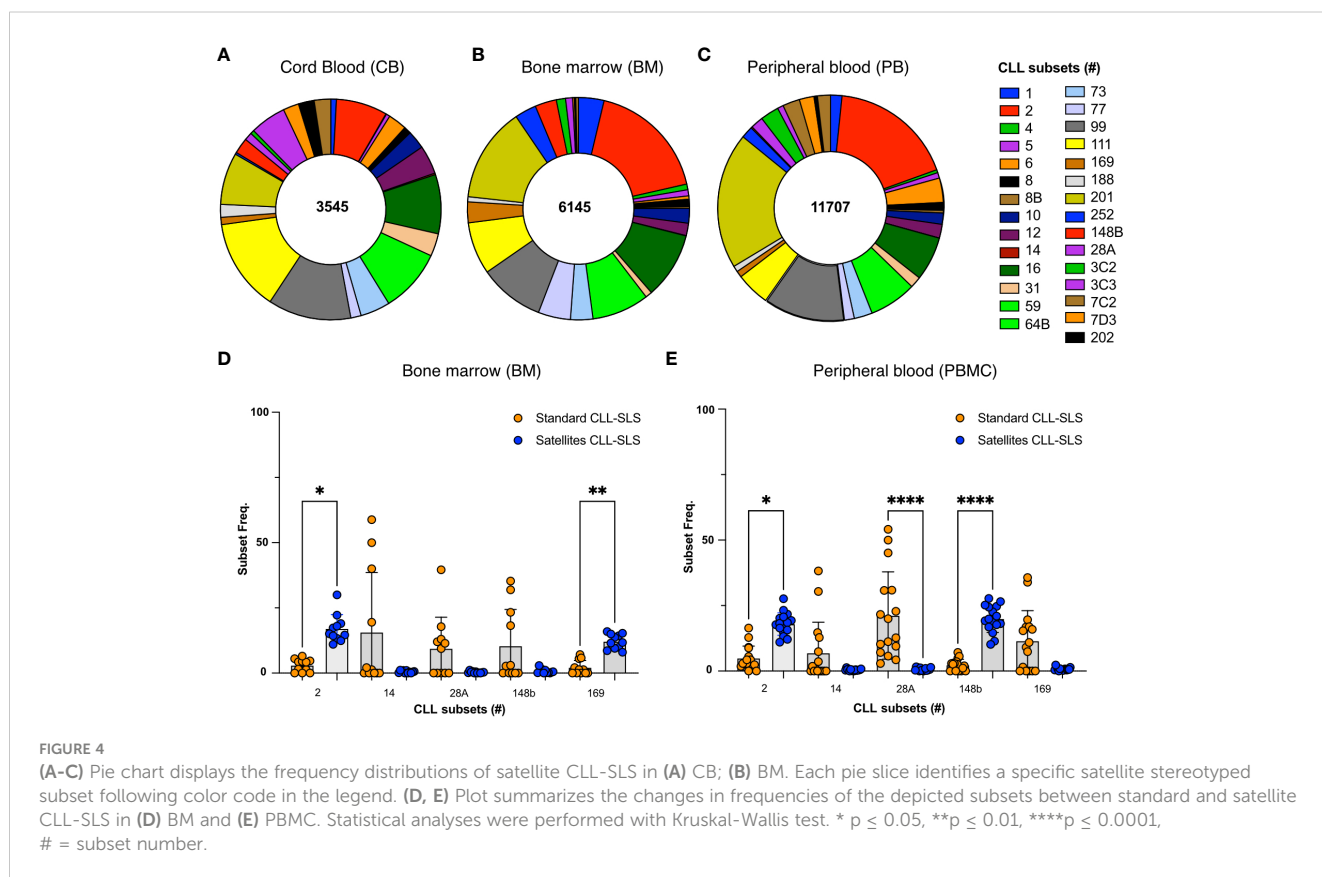 A
Cord Blood (CB)
3545
B
Bone marrow (BM)
6145
C
Peripheral blood (PB)
11707
CLL subsets (#)
1
2
4
5
6
8
8B
10
12
14
16
31
59
64B
73
77
99
111
169
188
201
252
148B
28A
3C2
3C3
7C2
7D3
202
D
Bone marrow (BM)
Standard CLL-SLS
Satellites CLL-SLS
Subset Freq.
100
50
0
*
**
2
14
28A
148b
169
CLL subsets (#)
E
Peripheral blood (PBMC)
Standard CLL-SLS
Satellites CLL-SLS
Subset Freq.
100
50
0
*
****
****
2
14
28A
148b
169
CLL subsets (#)
FIGURE 4
(A-C) Pie chart displays the frequency distributions of satellite CLL-SLS in (A) CB; (B) BM. Each pie slice identifies a specific satellite stereotyped
subset following color code in the legend. (D, E) Plot summarizes the changes in frequencies of the depicted subsets between standard and satellite
CLL-SLS in (D) BM and (E) PBMC. Statistical analyses were performed with Kruskal-Wallis test. * p ≤ 0.05, **p ≤ 0.01, ****p ≤ 0.0001,
# = subset number.